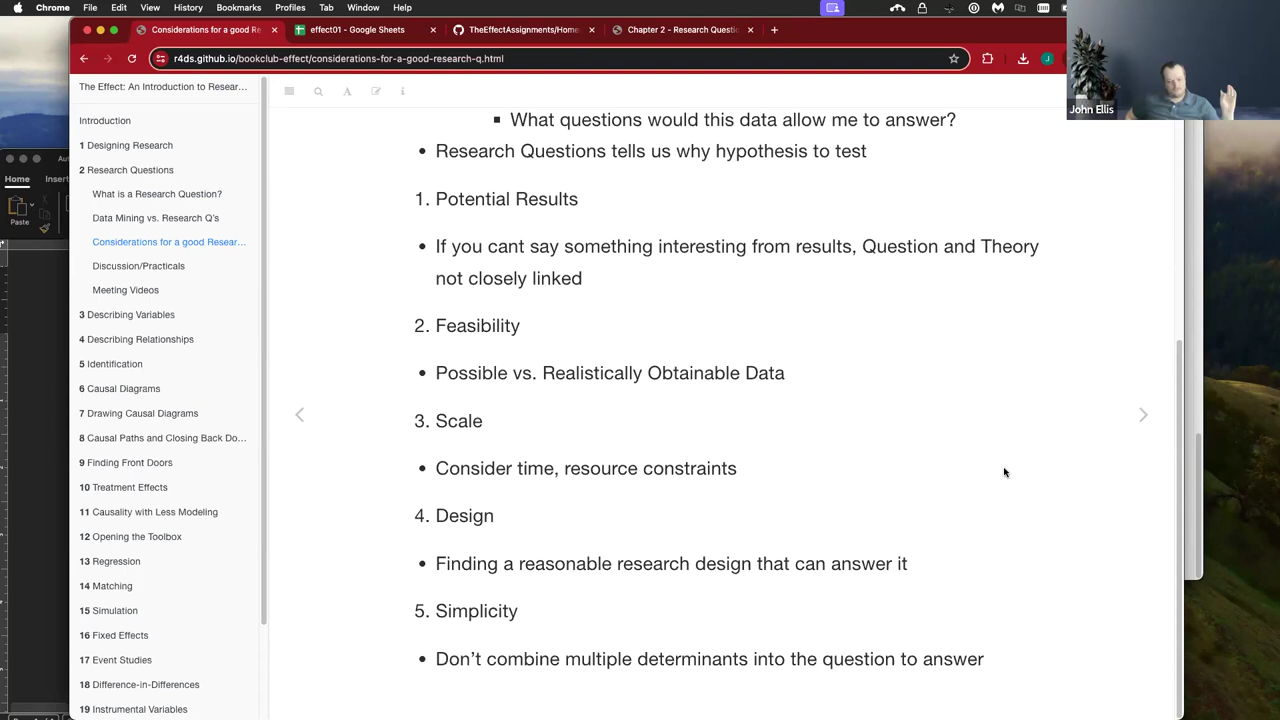 Chrome File Edit View History Bookmarks Profiles Tab Window Help
Considerations for a good Re
effect01 - Google Sheets
TheEffectAssignments/Home
Chapter 2 - Research Questi
r4ds.github.io/bookclub-effect/considerations-for-a-good-research-q.html
J
John Ellis
Home Insert
Paste
The Effect: An Introduction to Resear…
Introduction
1 Designing Research
2 Research Questions
What is a Research Question?
Data Mining vs. Research Q’s
Considerations for a good Resear…
Discussion/Practicals
Meeting Videos
3 Describing Variables
4 Describing Relationships
5 Identification
6 Causal Diagrams
7 Drawing Causal Diagrams
8 Causal Paths and Closing Back Do…
9 Finding Front Doors
10 Treatment Effects
11 Causality with Less Modeling
12 Opening the Toolbox
13 Regression
14 Matching
15 Simulation
16 Fixed Effects
17 Event Studies
18 Difference-in-Differences
19 Instrumental Variables
What questions would this data allow me to answer?
Research Questions tells us why hypothesis to test
1. Potential Results
If you cant say something interesting from results, Question and Theory
not closely linked
2. Feasibility
Possible vs. Realistically Obtainable Data
3. Scale
Consider time, resource constraints
4. Design
Finding a reasonable research design that can answer it
5. Simplicity
Don’t combine multiple determinants into the question to answer